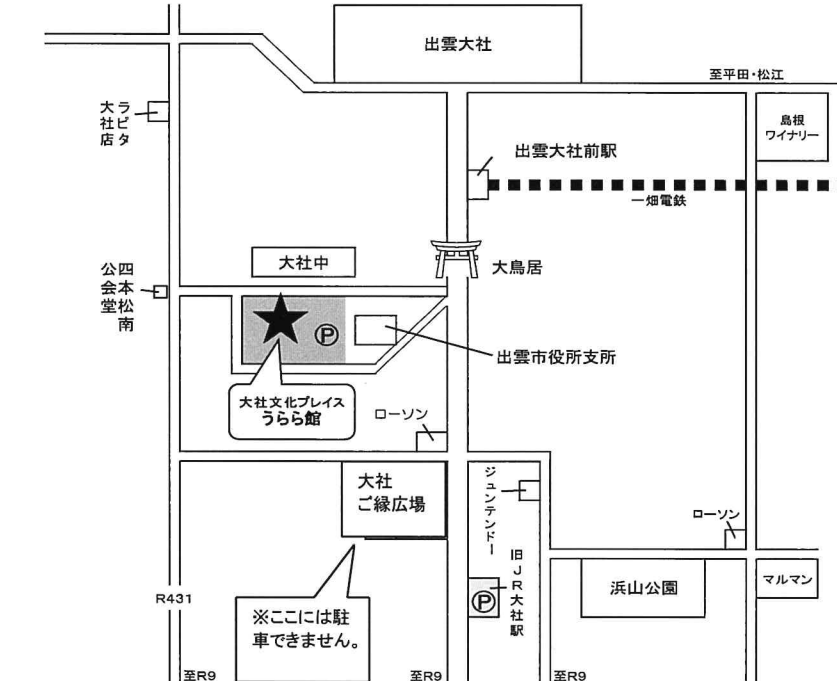 出雲大社
至平田・松江
ラピタ
大社店
島根
ワイナリー
出雲大社前駅
一畑電鉄
大社中
大鳥居
四本松南
公会堂
P
出雲市役所支所
大社文化プレイス
うらら館
ローソン
大社
ご縁広場
ジュンテンドー
ローソン
旧JR大社駅
P
浜山公園
マルマン
R431
※ここには駐
車できません。
至R9
至R9
至R9